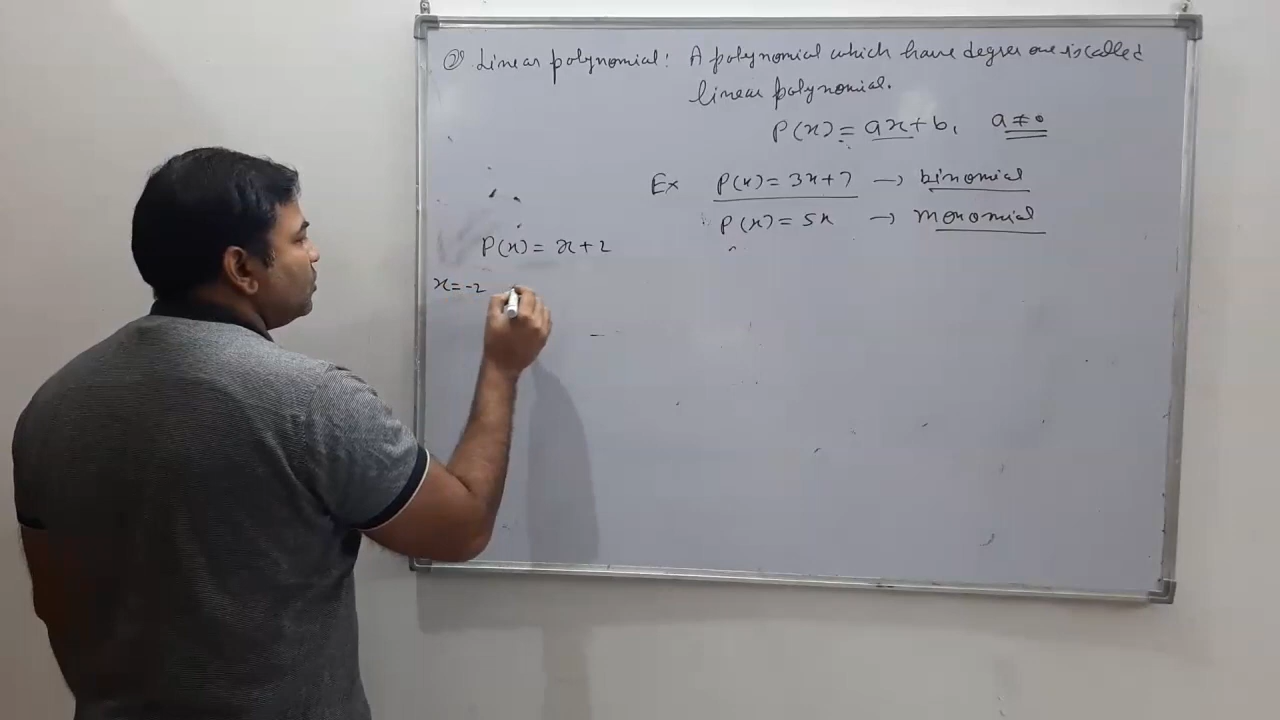 ② Linear polynomial: A polynomial which have degree one is called
linear polynomial.
P(x) = ax + b, a ≠ 0
Ex P(x) = 3x+7 → binomial
P(x) = 5x → Monomial
P(x) = x + 2
x = -2